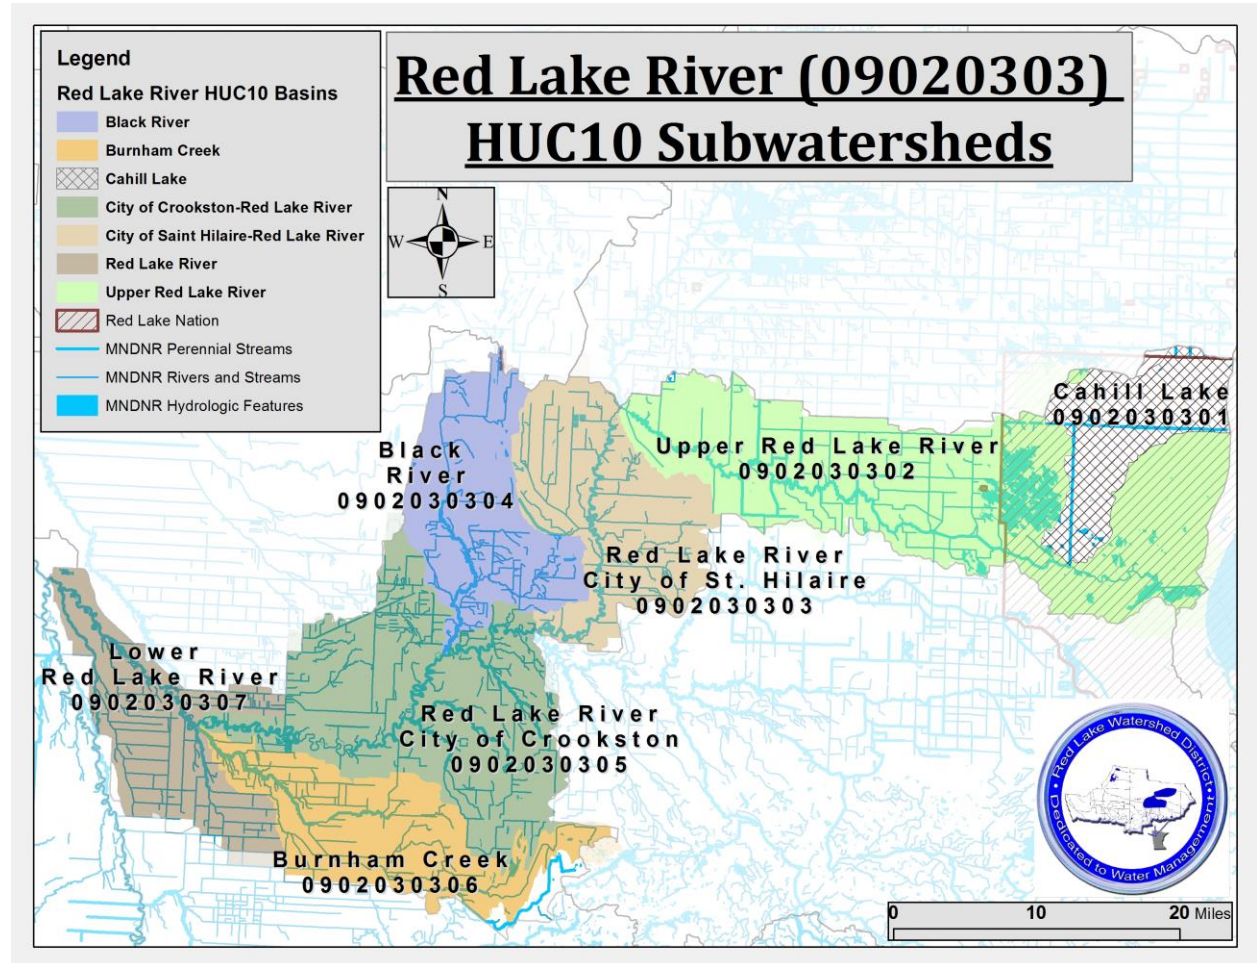 Red Lake River (09020303)
HUC10 Subwatersheds
Legend
Red Lake River HUC10 Basins
Black River
Burnham Creek
Cahill Lake
City of Crookston-Red Lake River
City of Saint Hilaire-Red Lake River
Red Lake River
Upper Red Lake River
Red Lake Nation
MNDNR Perennial Streams
MNDNR Rivers and Streams
MNDNR Hydrologic Features
N
W
E
S
Cahill Lake
0902030301
Upper Red Lake River
0902030302
Black
River
0902030304
Red Lake River
City of St. Hilaire
0902030303
Lower
Red Lake River
0902030307
Red Lake River
City of Crookston
0902030305
Burnham Creek
0902030306
Red Lake Watershed District
Dedicated to Water Management
0 10 20 Miles